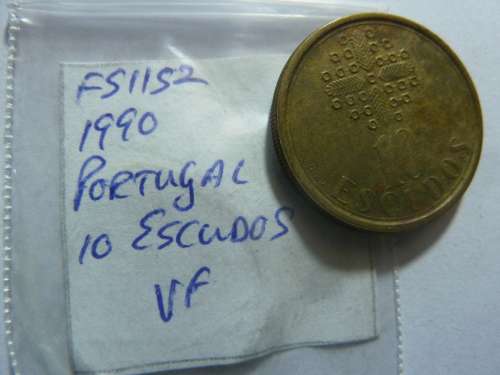 FS1152
1990
PORTUGAL
10 ESCUDOS
VF
10
ESCUDOS